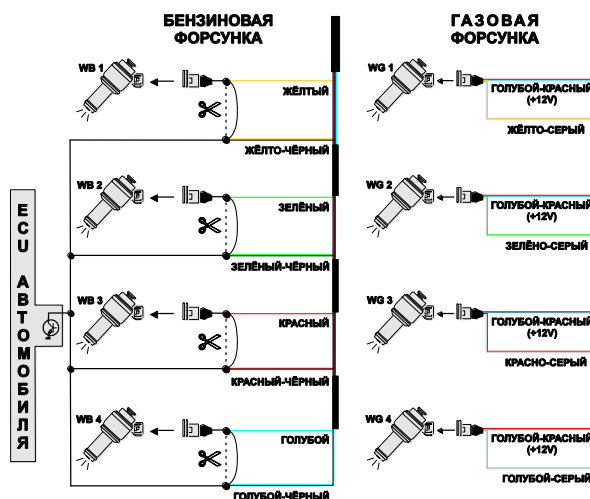 БЕНЗИНОВАЯ
ФОРСУНКА
ГАЗОВАЯ
ФОРСУНКА
WB 1
ЖЁЛТЫЙ
ЖЁЛТО-ЧЁРНЫЙ
WG 1
ГОЛУБОЙ-КРАСНЫЙ
(+12V)
ЖЁЛТО-СЕРЫЙ
WB 2
ЗЕЛЁНЫЙ
ЗЕЛЁНЫЙ-ЧЁРНЫЙ
WG 2
ГОЛУБОЙ-КРАСНЫЙ
(+12V)
ЗЕЛЁНО-СЕРЫЙ
ECU АВТОМОБИЛЯ
WB 3
КРАСНЫЙ
КРАСНЫЙ-ЧЁРНЫЙ
WG 3
ГОЛУБОЙ-КРАСНЫЙ
(+12V)
КРАСНО-СЕРЫЙ
WB 4
ГОЛУБОЙ
ГОЛУБОЙ-ЧЁРНЫЙ
WG 4
ГОЛУБОЙ-КРАСНЫЙ
(+12V)
ГОЛУБОЙ-СЕРЫЙ